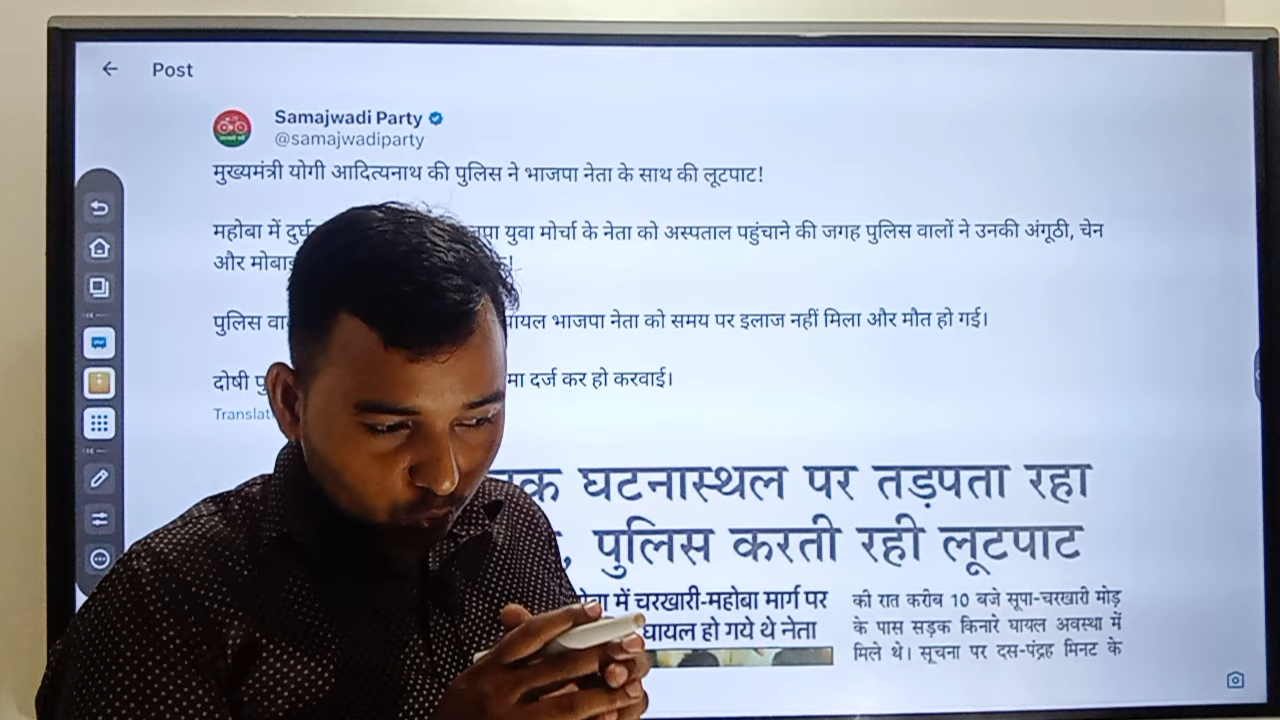 Post
Samajwadi Party
@samajwadiparty
मुख्यमंत्री योगी आदित्यनाथ की पुलिस ने भाजपा नेता के साथ की लूटपाट!
महोबा में युवा मोर्चा के नेता को अस्पताल पहुंचाने की जगह पुलिस वालों ने उनकी अंगूठी, चेन
और
पुलिस भाजपा नेता को समय पर इलाज नहीं मिला और मौत हो गई।
दोषी दर्ज कर हो करवाई।
घटनास्थल पर तड़पता रहा
पुलिस करती रही लूटपाट
में चरखारी-महोबा मार्ग पर
घायल हो गये थे नेता
की रात करीब 10 बजे सूपा-चरखारी मोड़
के पास सड़क किनारे घायल अवस्था में
मिले थे। सूचना पर दस-पंद्रह मिनट के